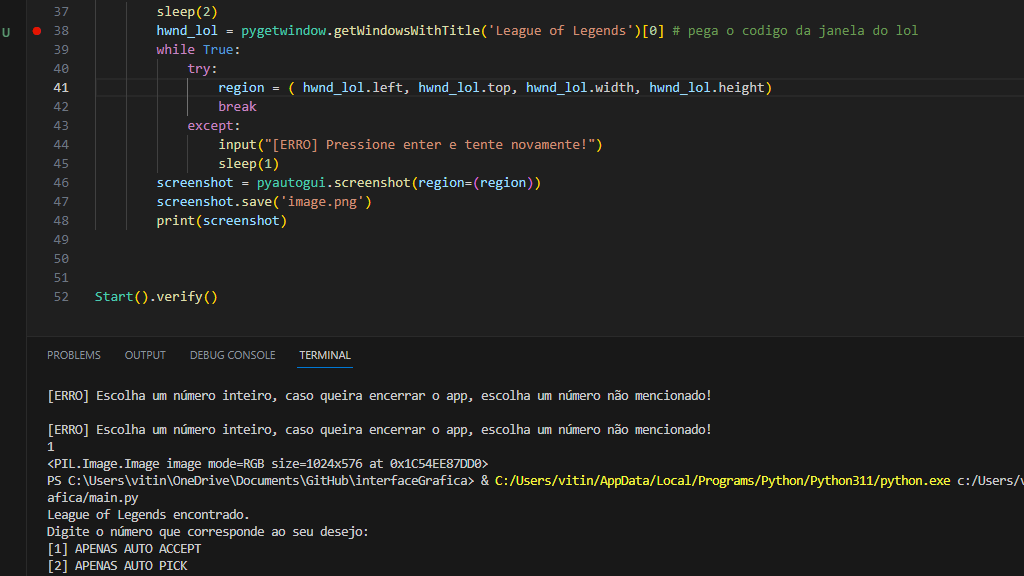 37 sleep(2)
U
38 hwnd_lol = pygetwindow.getWindowsWithTitle('League of Legends')[0] # pega o codigo da janela do lol
39 while True:
40 try:
41 region = ( hwnd_lol.left, hwnd_lol.top, hwnd_lol.width, hwnd_lol.height)
42 break
43 except:
44 input("[ERRO] Pressione enter e tente novamente!")
45 sleep(1)
46 screenshot = pyautogui.screenshot(region=(region))
47 screenshot.save('image.png')
48 print(screenshot)
49
50
51
52 Start().verify()
PROBLEMS OUTPUT DEBUG CONSOLE TERMINAL
[ERRO] Escolha um número inteiro, caso queira encerrar o app, escolha um número não mencionado!
[ERRO] Escolha um número inteiro, caso queira encerrar o app, escolha um número não mencionado!
1
<PIL.Image.Image image mode=RGB size=1024x576 at 0x1C54EE87DD0>
PS C:\Users\vitin\OneDrive\Documents\GitHub\interfaceGrafica> & C:/Users/vitin/AppData/Local/Programs/Python/Python311/python.exe c:/Users/v
afica/main.py
League of Legends encontrado.
Digite o número que corresponde ao seu desejo:
[1] APENAS AUTO ACCEPT
[2] APENAS AUTO PICK